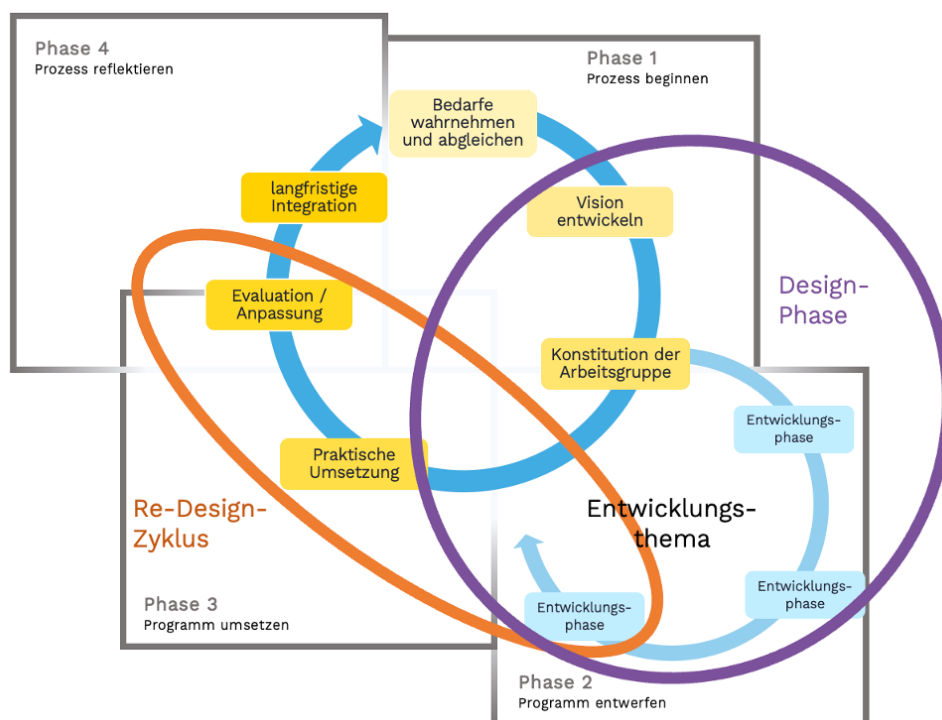 Phase 4
Prozess reflektieren
Phase 1
Prozess beginnen
Bedarfe
wahrnehmen
und abgleichen
langfristige
Integration
Vision
entwickeln
Evaluation /
Anpassung
Design-
Phase
Konstitution der
Arbeitsgruppe
Entwicklungs-
phase
Praktische
Umsetzung
Re-Design-
Zyklus
Entwicklungs-
thema
Entwicklungs-
phase
Entwicklungs-
phase
Phase 3
Programm umsetzen
Phase 2
Programm entwerfen